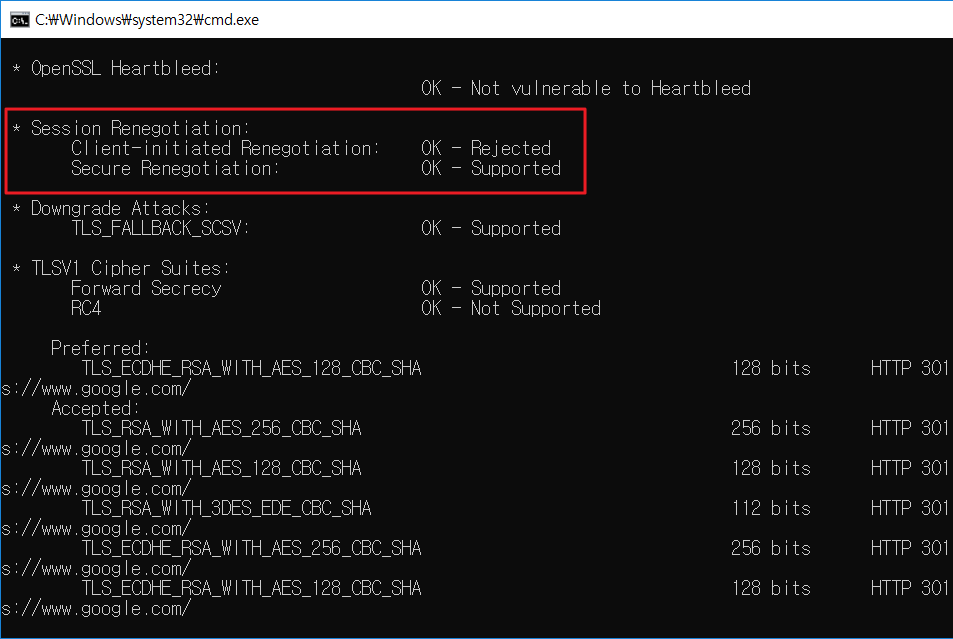 C:₩Windows₩system32₩cmd.exe
* OpenSSL Heartbleed:
OK - Not vulnerable to Heartbleed
* Session Renegotiation:
Client-initiated Renegotiation: OK - Rejected
Secure Renegotiation: OK - Supported
* Downgrade Attacks:
TLS_FALLBACK_SCSV: OK - Supported
* TLSV1 Cipher Suites:
Forward Secrecy OK - Supported
RC4 OK - Not Supported
Preferred:
TLS_ECDHE_RSA_WITH_AES_128_CBC_SHA 128 bits HTTP 301
s://www.google.com/
Accepted:
TLS_RSA_WITH_AES_256_CBC_SHA 256 bits HTTP 301
s://www.google.com/
TLS_RSA_WITH_AES_128_CBC_SHA 128 bits HTTP 301
s://www.google.com/
TLS_RSA_WITH_3DES_EDE_CBC_SHA 112 bits HTTP 301
s://www.google.com/
TLS_ECDHE_RSA_WITH_AES_256_CBC_SHA 256 bits HTTP 301
s://www.google.com/
TLS_ECDHE_RSA_WITH_AES_128_CBC_SHA 128 bits HTTP 301
s://www.google.com/